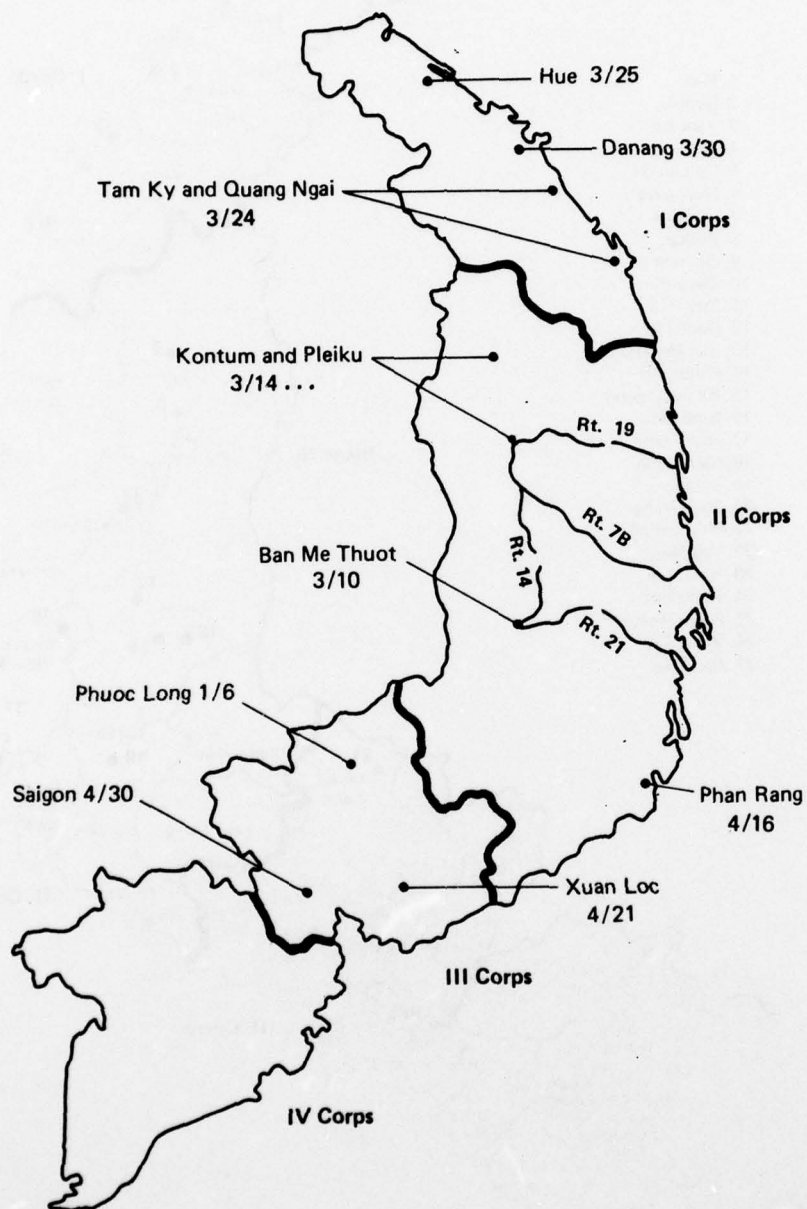 Hue 3/25
Danang 3/30
Tam Ky and Quang Ngai
3/24
I Corps
Kontum and Pleiku
3/14 ...
Rt. 19
II Corps
Rt. 7B
Rt. 14
Ban Me Thuot
3/10
Rt. 21
Phuoc Long 1/6
Saigon 4/30
Phan Rang
4/16
Xuan Loc
4/21
III Corps
IV Corps